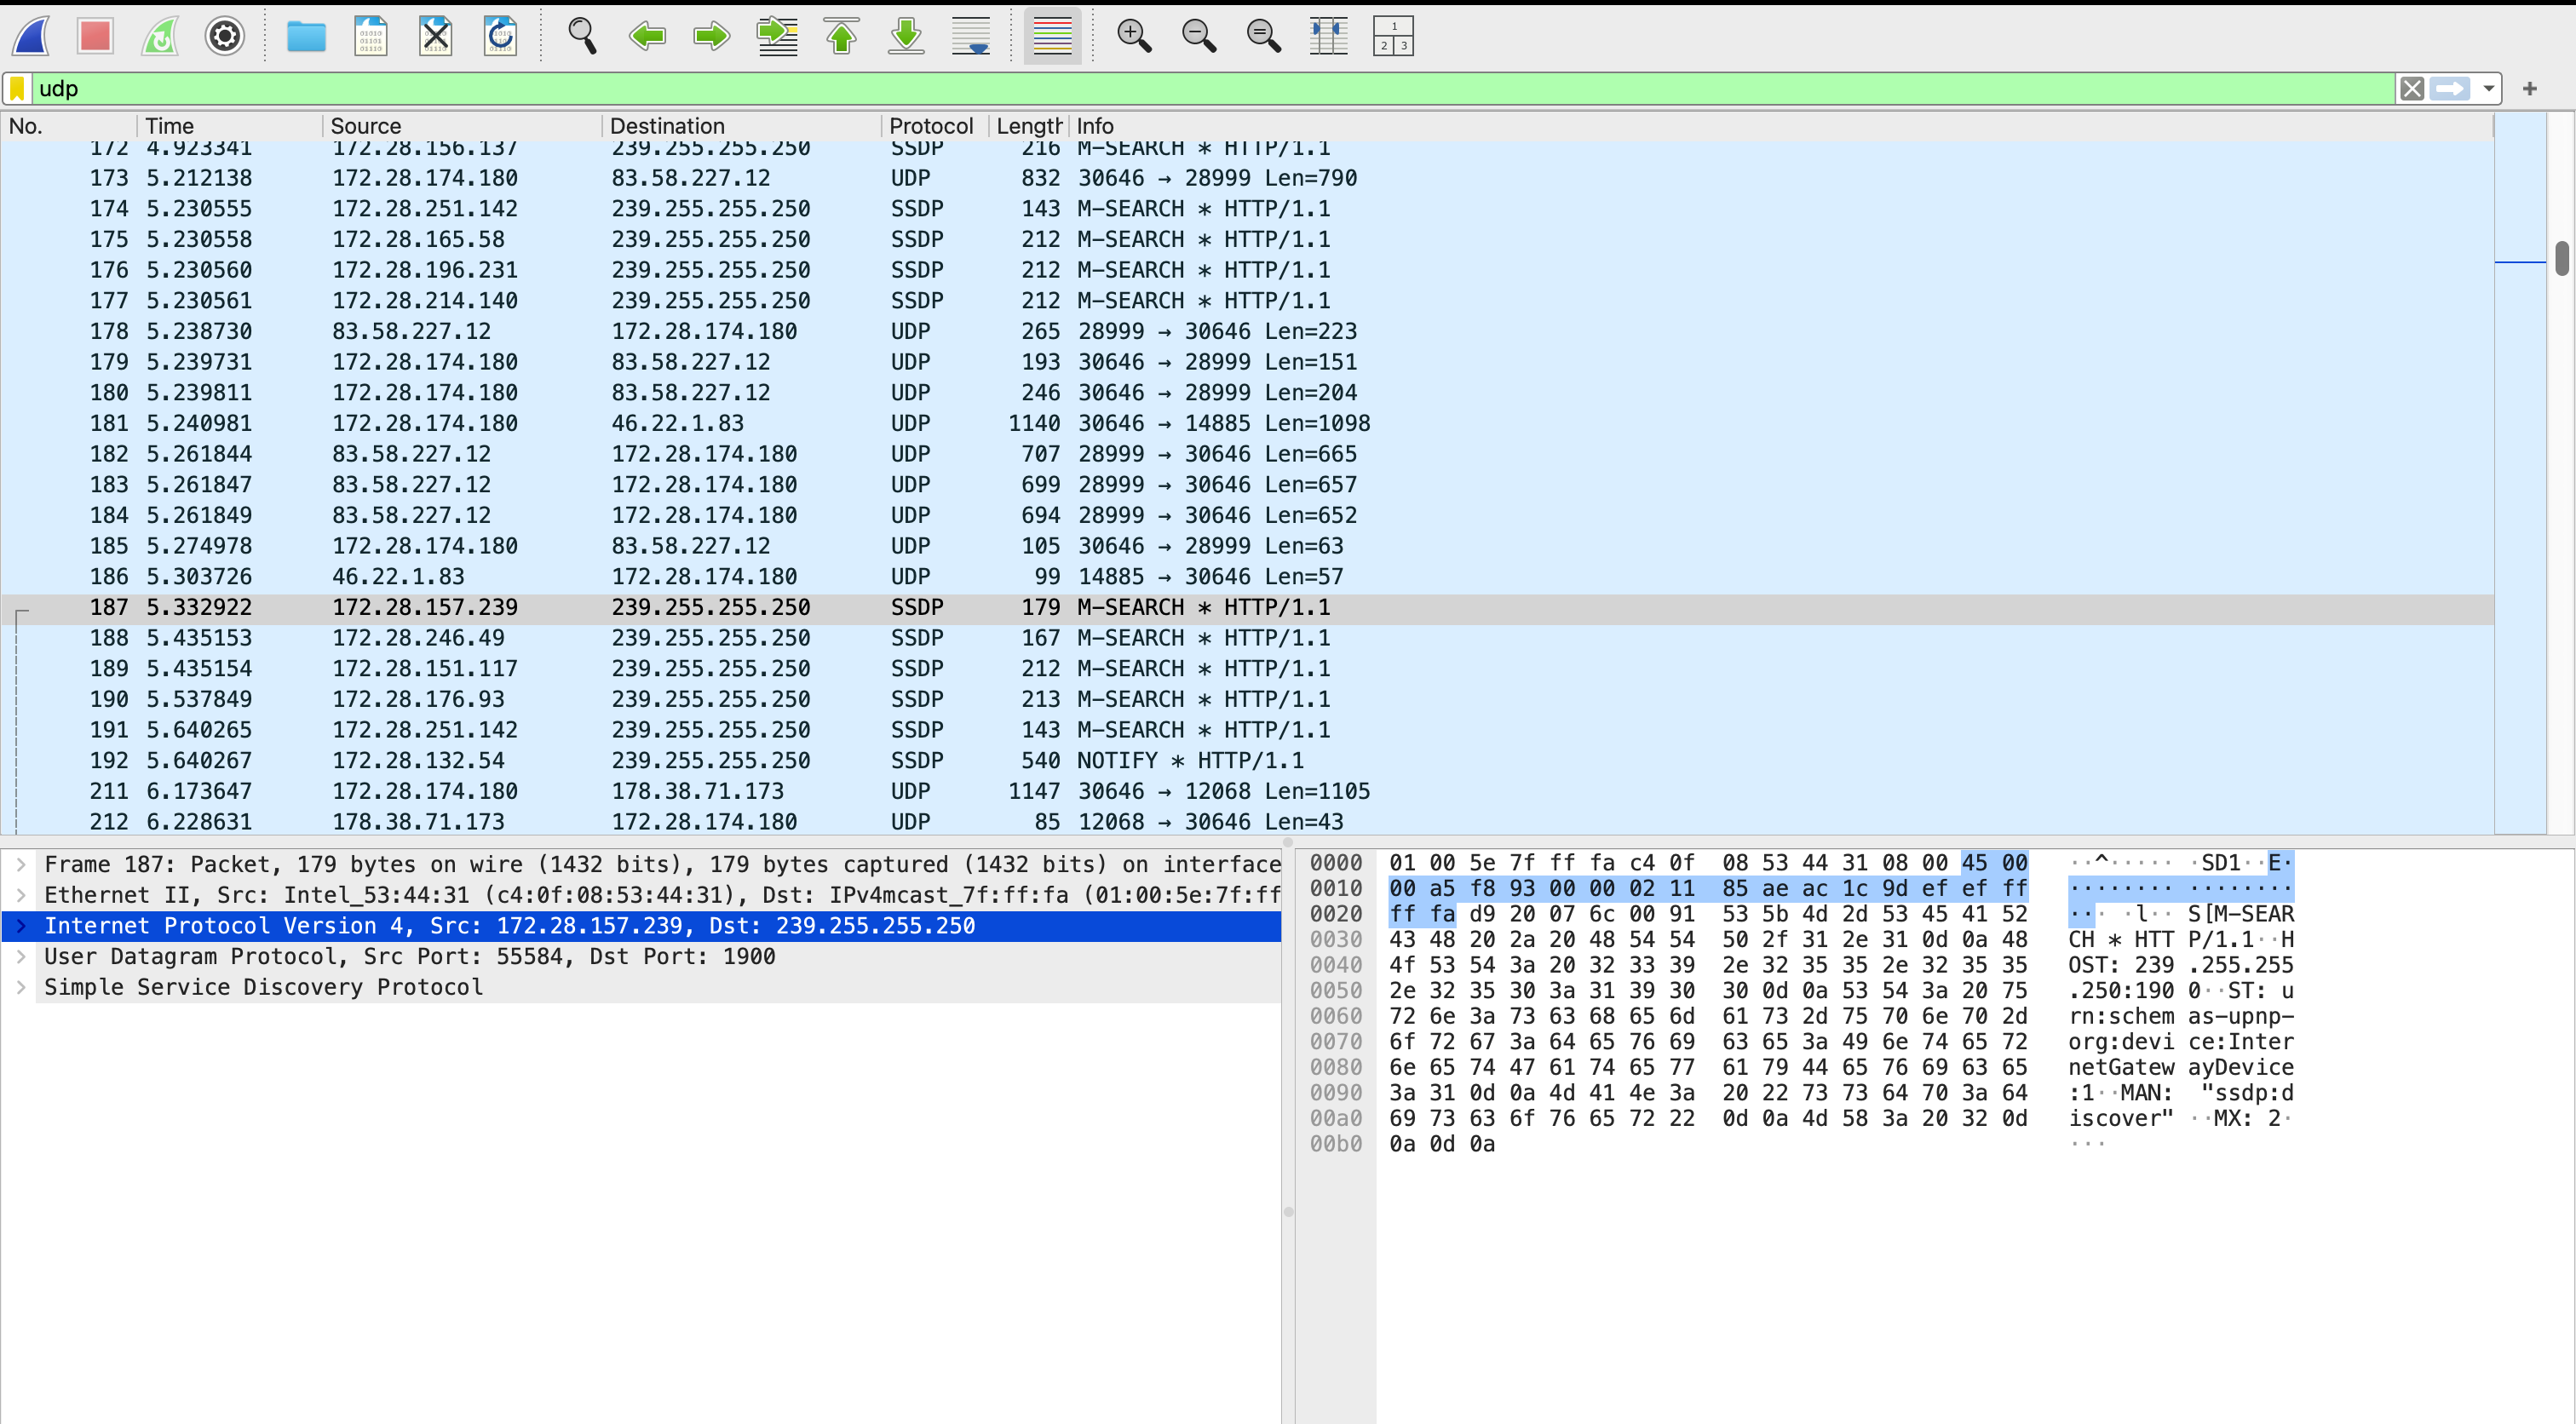 1
2 3
udp
No. Time Source Destination Protocol Length Info
172 4.923341 172.28.156.137 239.255.255.250 SSDP 216 M-SEARCH * HTTP/1.1
173 5.212138 172.28.174.180 83.58.227.12 UDP 832 30646 → 28999 Len=790
174 5.230555 172.28.251.142 239.255.255.250 SSDP 143 M-SEARCH * HTTP/1.1
175 5.230558 172.28.165.58 239.255.255.250 SSDP 212 M-SEARCH * HTTP/1.1
176 5.230560 172.28.196.231 239.255.255.250 SSDP 212 M-SEARCH * HTTP/1.1
177 5.230561 172.28.214.140 239.255.255.250 SSDP 212 M-SEARCH * HTTP/1.1
178 5.238730 83.58.227.12 172.28.174.180 UDP 265 28999 → 30646 Len=223
179 5.239731 172.28.174.180 83.58.227.12 UDP 193 30646 → 28999 Len=151
180 5.239811 172.28.174.180 83.58.227.12 UDP 246 30646 → 28999 Len=204
181 5.240981 172.28.174.180 46.22.1.83 UDP 1140 30646 → 14885 Len=1098
182 5.261844 83.58.227.12 172.28.174.180 UDP 707 28999 → 30646 Len=665
183 5.261847 83.58.227.12 172.28.174.180 UDP 699 28999 → 30646 Len=657
184 5.261849 83.58.227.12 172.28.174.180 UDP 694 28999 → 30646 Len=652
185 5.274978 172.28.174.180 83.58.227.12 UDP 105 30646 → 28999 Len=63
186 5.303726 46.22.1.83 172.28.174.180 UDP 99 14885 → 30646 Len=57
187 5.332922 172.28.157.239 239.255.255.250 SSDP 179 M-SEARCH * HTTP/1.1
188 5.435153 172.28.246.49 239.255.255.250 SSDP 167 M-SEARCH * HTTP/1.1
189 5.435154 172.28.151.117 239.255.255.250 SSDP 212 M-SEARCH * HTTP/1.1
190 5.537849 172.28.176.93 239.255.255.250 SSDP 213 M-SEARCH * HTTP/1.1
191 5.640265 172.28.251.142 239.255.255.250 SSDP 143 M-SEARCH * HTTP/1.1
192 5.640267 172.28.132.54 239.255.255.250 SSDP 540 NOTIFY * HTTP/1.1
211 6.173647 172.28.174.180 178.38.71.173 UDP 1147 30646 → 12068 Len=1105
212 6.228631 178.38.71.173 172.28.174.180 UDP 85 12068 → 30646 Len=43
Frame 187: Packet, 179 bytes on wire (1432 bits), 179 bytes captured (1432 bits) on interface
Ethernet II, Src: Intel_53:44:31 (c4:0f:08:53:44:31), Dst: IPv4mcast_7f:ff:fa (01:00:5e:7f:ff
Internet Protocol Version 4, Src: 172.28.157.239, Dst: 239.255.255.250
User Datagram Protocol, Src Port: 55584, Dst Port: 1900
Simple Service Discovery Protocol
0000 01 00 5e 7f ff fa c4 0f 08 53 44 31 08 00 45 00 ··^····· ·SD1··E·
0010 00 a5 f8 93 00 00 02 11 85 ae ac 1c 9d ef ef ff ········ ········
0020 ff fa d9 20 07 6c 00 91 53 5b 4d 2d 53 45 41 52 ··· ·l·· S[M-SEAR
0030 43 48 20 2a 20 48 54 54 50 2f 31 2e 31 0d 0a 48 CH * HTT P/1.1··H
0040 4f 53 54 3a 20 32 33 39 2e 32 35 35 2e 32 35 35 OST: 239 .255.255
0050 2e 32 35 30 3a 31 39 30 30 0d 0a 53 54 3a 20 75 .250:190 0··ST: u
0060 72 6e 3a 73 63 68 65 6d 61 73 2d 75 70 6e 70 2d rn:schem as-upnp-
0070 6f 72 67 3a 64 65 76 69 63 65 3a 49 6e 74 65 72 org:devi ce:Inter
0080 6e 65 74 47 61 74 65 77 61 79 44 65 76 69 63 65 netGatew ayDevice
0090 3a 31 0d 0a 4d 41 4e 3a 20 22 73 73 64 70 3a 64 :1··MAN: "ssdp:d
00a0 69 73 63 6f 76 65 72 22 0d 0a 4d 58 3a 20 32 0d iscover" ··MX: 2·
00b0 0a 0d 0a ···